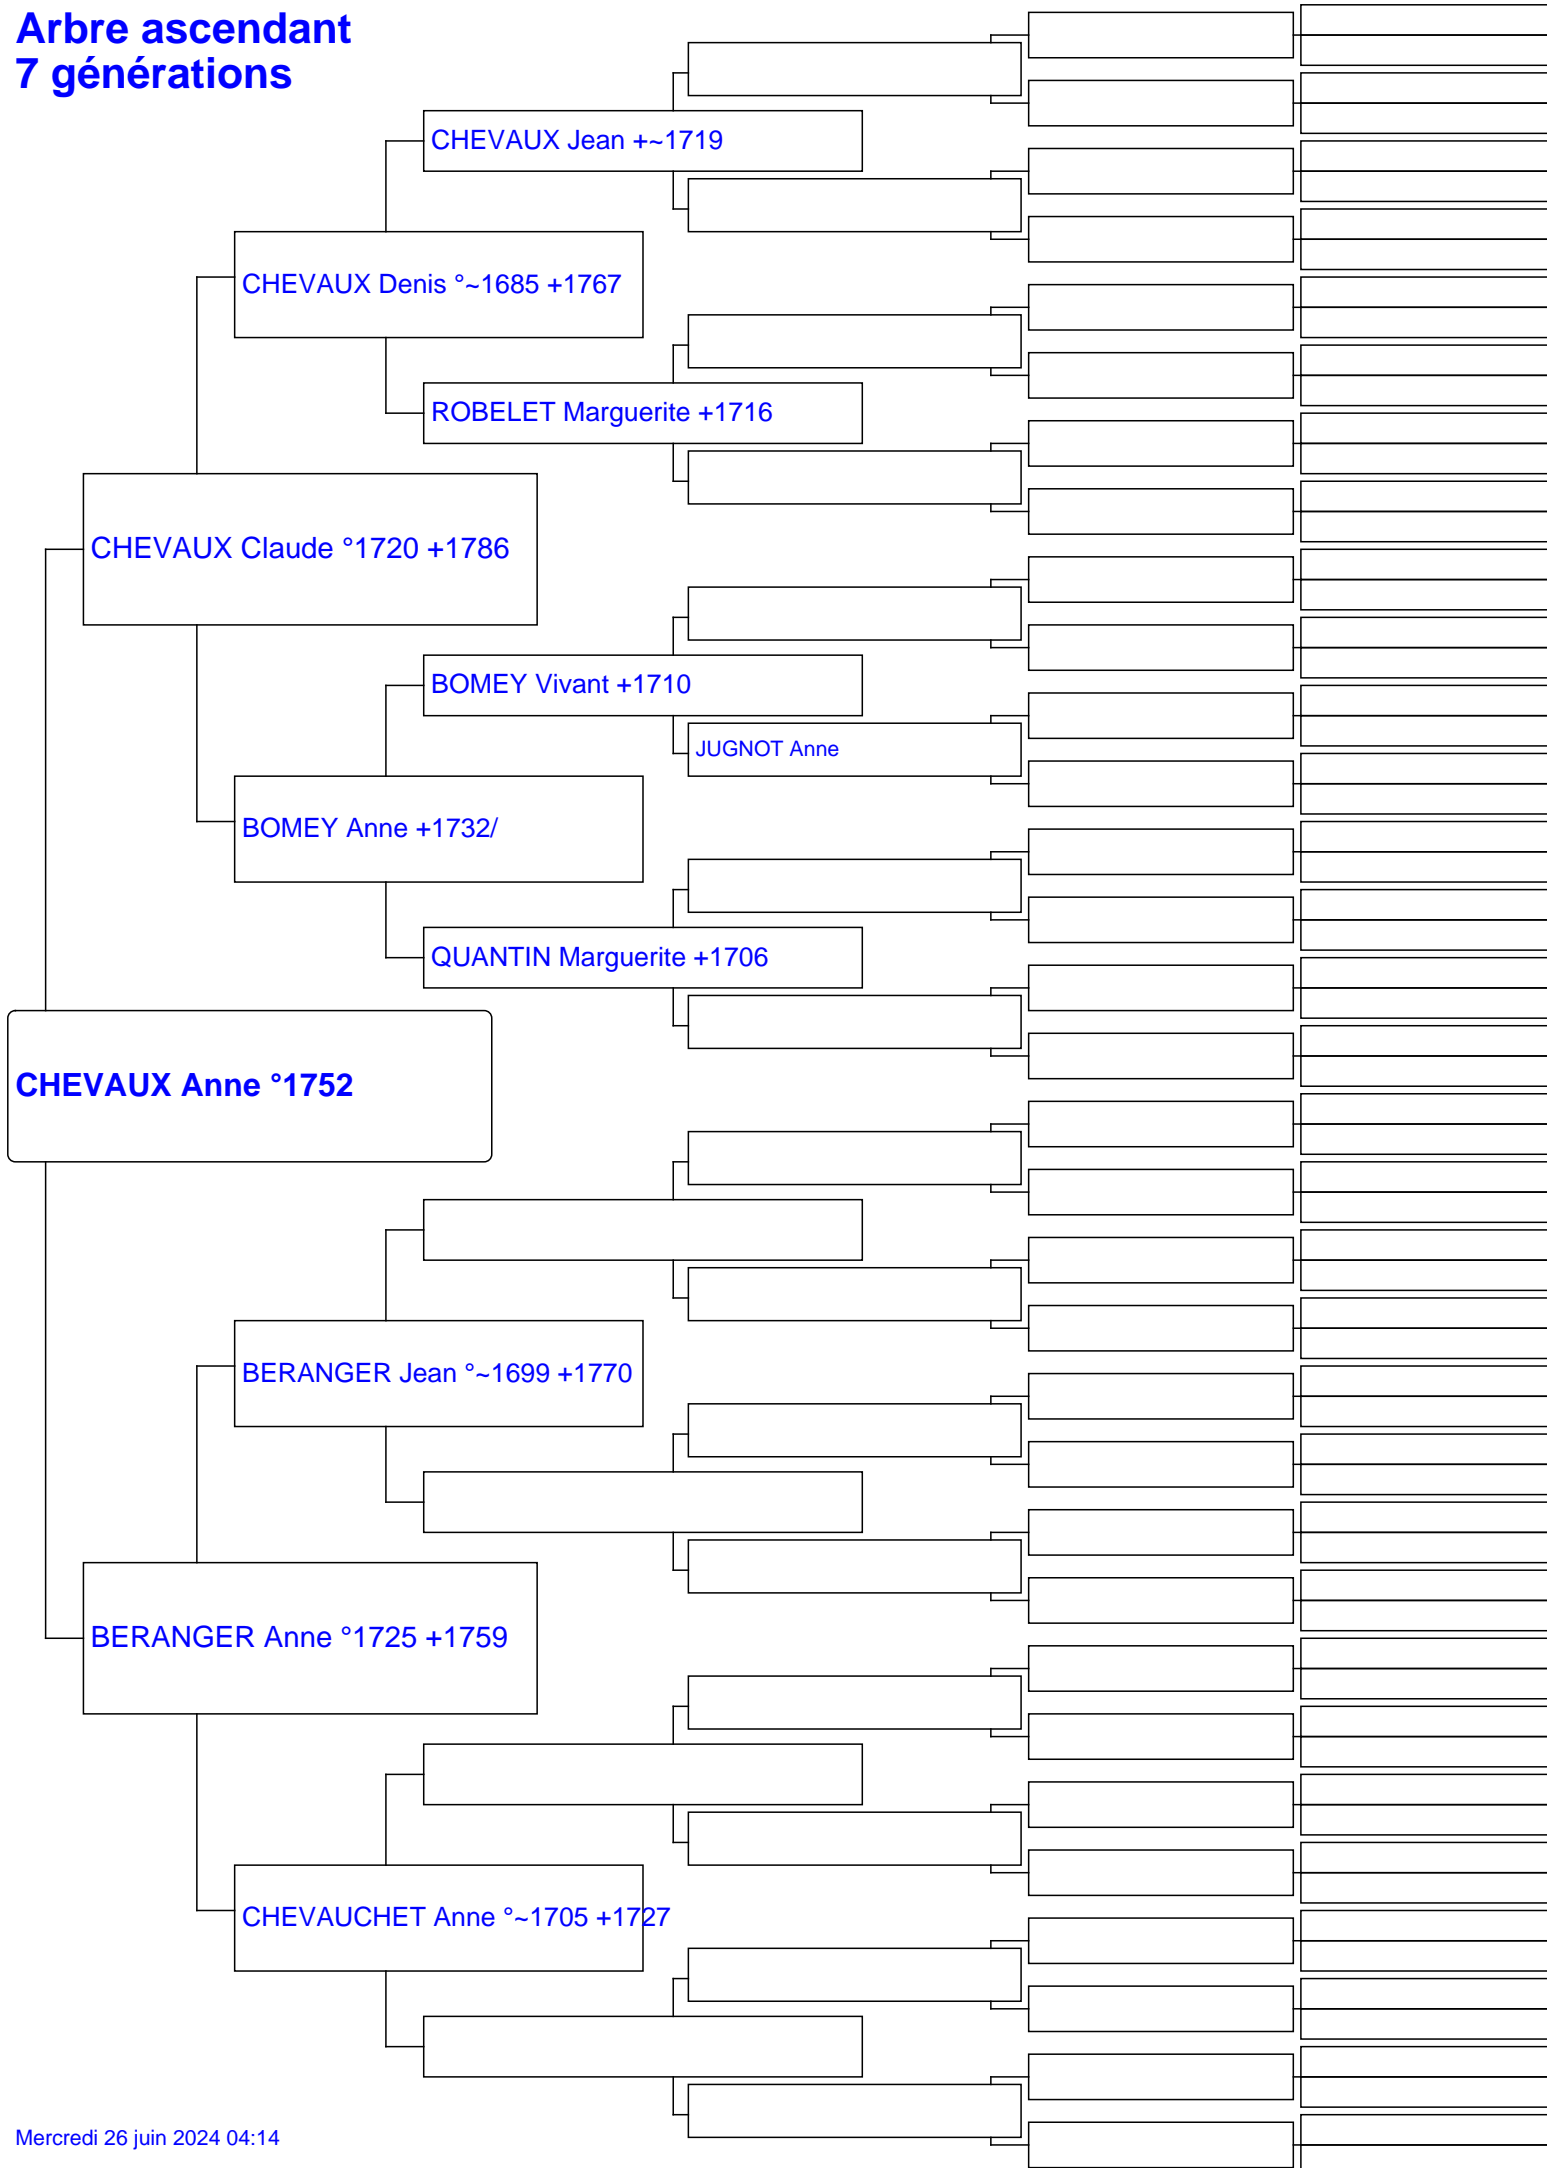 Arbre ascendant
7 générations
CHEVAUX Jean +~1719
CHEVAUX Denis °~1685 +1767
ROBELET Marguerite +1716
CHEVAUX Claude °1720 +1786
BOMEY Vivant +1710
JUGNOT Anne
BOMEY Anne +1732/
QUANTIN Marguerite +1706
CHEVAUX Anne °1752
BERANGER Jean °~1699 +1770
BERANGER Anne °1725 +1759
CHEVAUCHET Anne °~1705 +1727
Mercredi 26 juin 2024 04:14